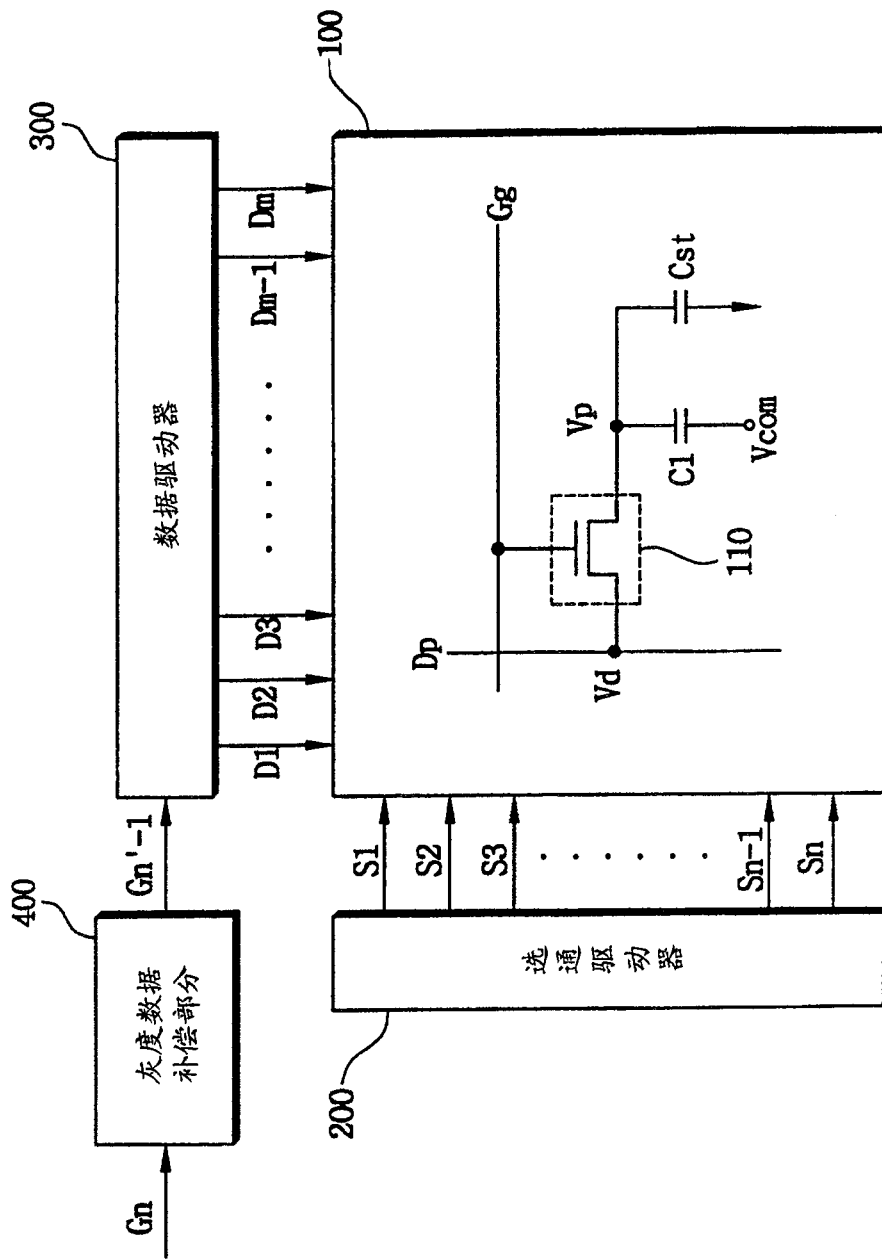 Gn
400
灰度数据
补偿部分
Gn'-1
300
数据驱动器
D1
D2
D3
. . . . . .
Dm-1
Dm
200
选通驱动器
S1
S2
S3
. . . . . .
Sn-1
Sn
100
Dp
Gg
Vd
110
Vp
C1
Vcom
Cst